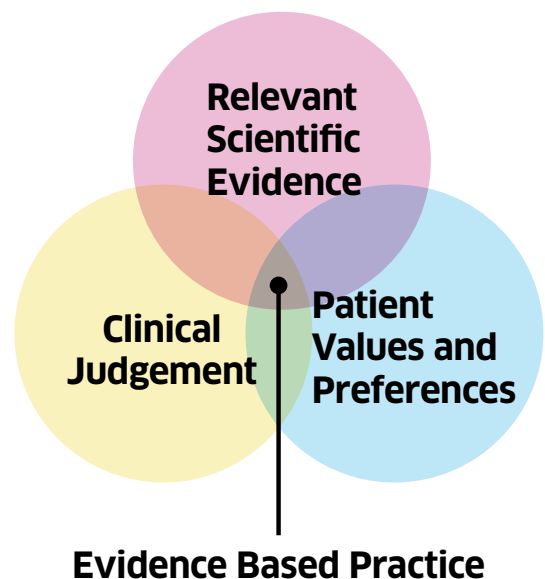 Relevant
Scientific
Evidence
Clinical
Judgement
Patient
Values and
Preferences
Evidence Based Practice